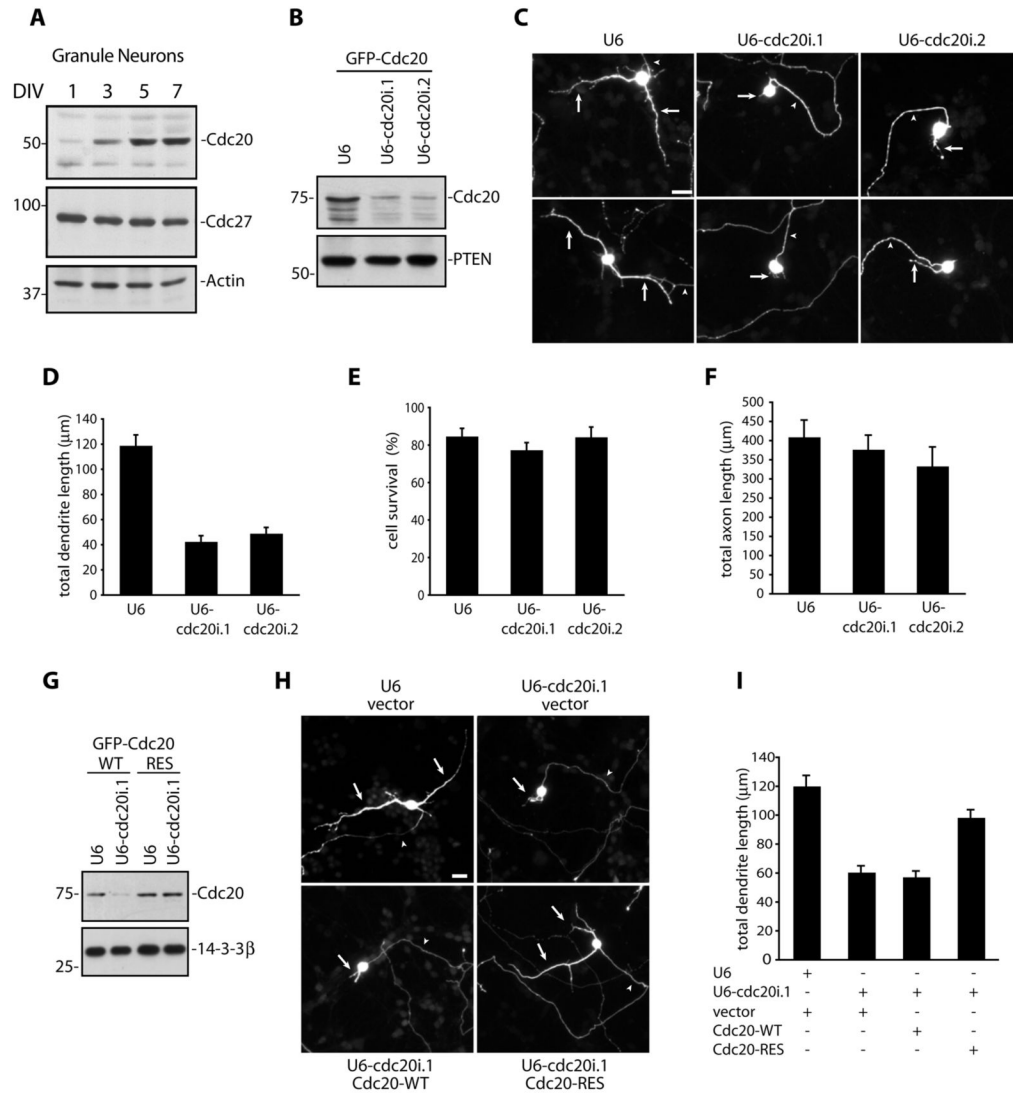 A
Granule Neurons
DIV 1 3 5 7
50- -Cdc20
100-
-Cdc27
-Actin
37-
B
GFP-Cdc20
U6 U6-cdc20i.1 U6-cdc20i.2
75- -Cdc20
-PTEN
50-
C
U6 U6-cdc20i.1 U6-cdc20i.2
D
total dendrite length (μm)
140
120
100
80
60
40
20
0
U6 U6- U6-
cdc20i.1 cdc20i.2
E
cell survival (%)
100
80
60
40
20
0
U6 U6- U6-
cdc20i.1 cdc20i.2
F
total axon length (μm)
500
450
400
350
300
250
200
150
100
50
0
U6 U6- U6-
cdc20i.1 cdc20i.2
G
GFP-Cdc20
WT RES
U6 U6-cdc20i.1 U6 U6-cdc20i.1
75- -Cdc20
-14-3-3β
25-
H
U6 U6-cdc20i.1
vector vector
U6-cdc20i.1 U6-cdc20i.1
Cdc20-WT Cdc20-RES
I
total dendrite length (μm)
140
120
100
80
60
40
20
0
U6 + - - -
U6-cdc20i.1 - + + +
vector + + - -
Cdc20-WT - - + -
Cdc20-RES - - - +